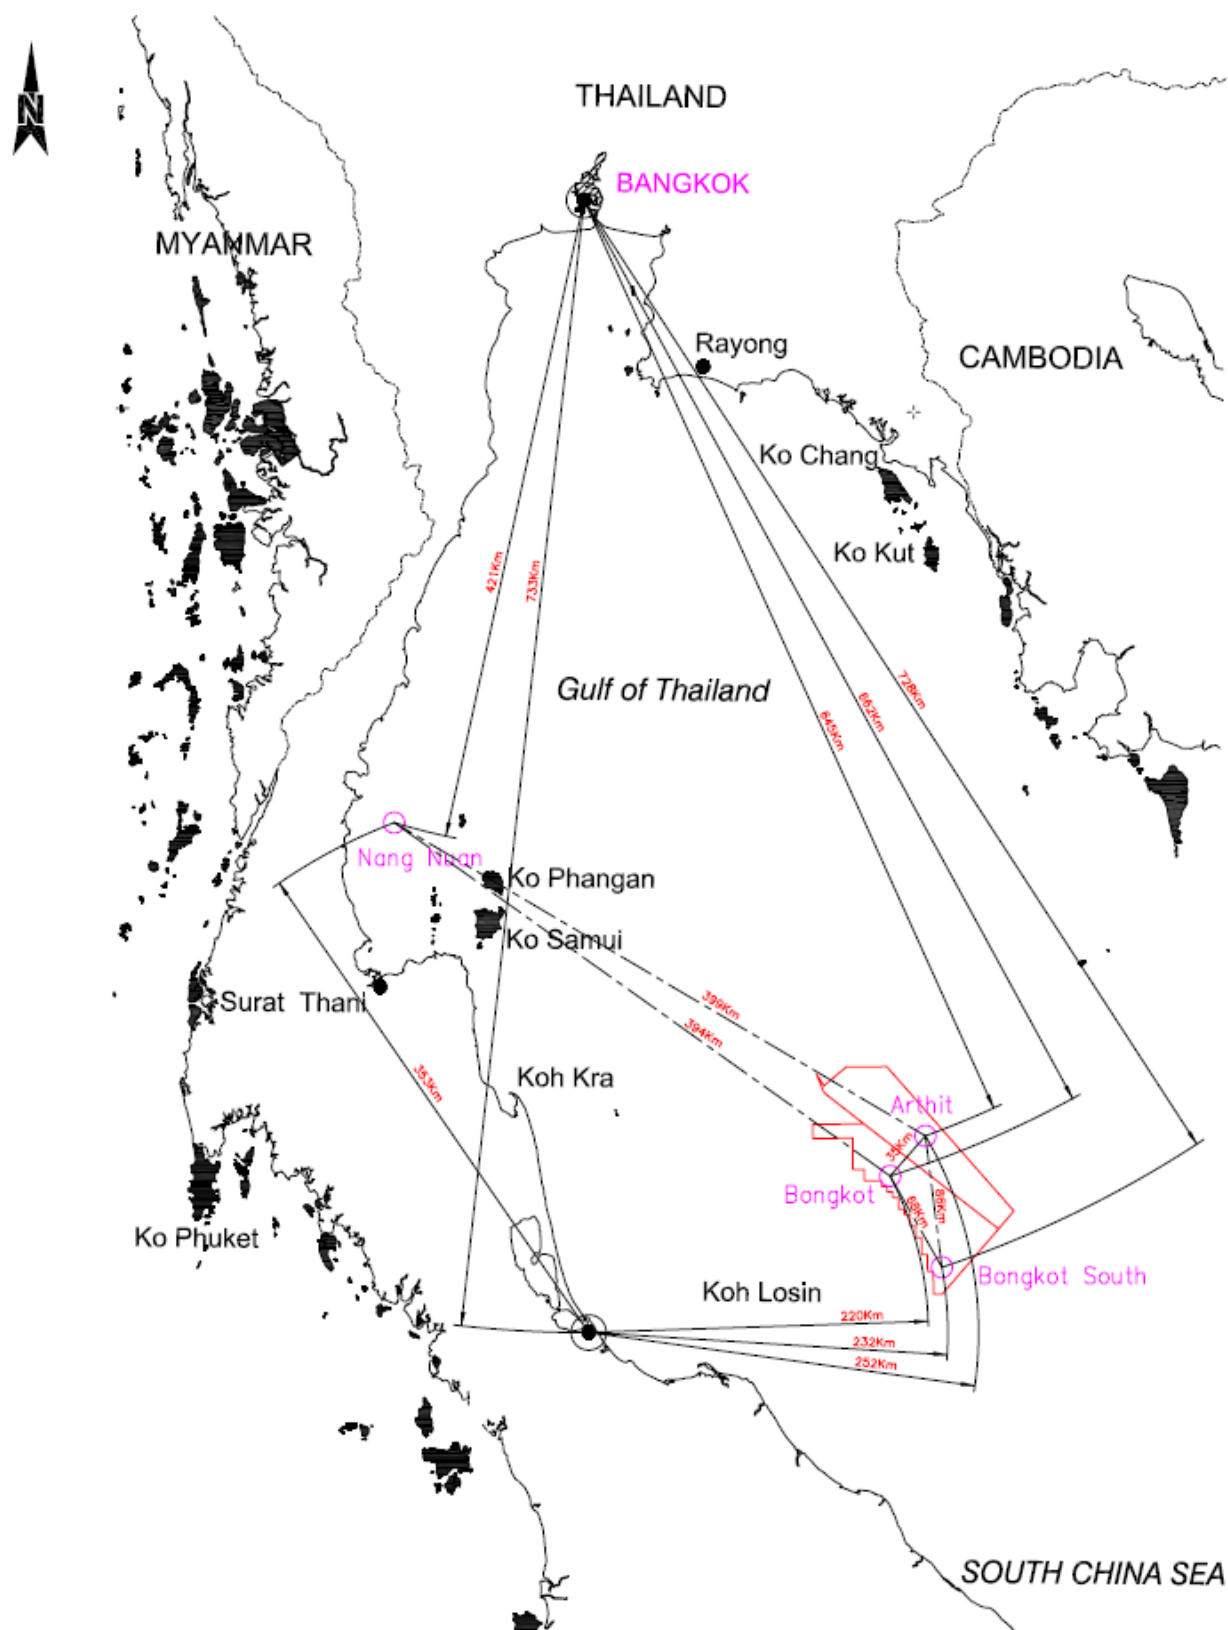 N
THAILAND
BANGKOK
MYANMAR
Rayong
CAMBODIA
Ko Chang
Ko Kut
421Km
733Km
Gulf of Thailand
728Km
662Km
645Km
Nang Nuan
Ko Phangan
Ko Samui
Surat Thani
399Km
394Km
353Km
Koh Kra
Arthit
35Km
Bongkot
86Km
68Km
Ko Phuket
Koh Losin
Bongkot South
220Km
232Km
252Km
SOUTH CHINA SEA